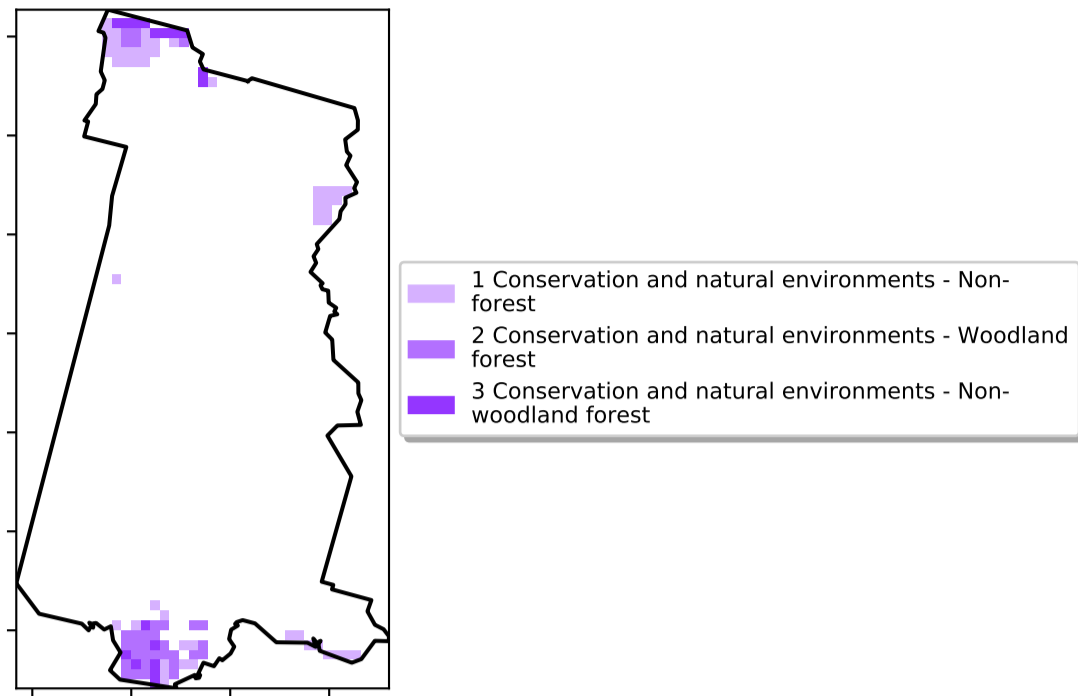 1 Conservation and natural environments - Non-
forest
2 Conservation and natural environments - Woodland
forest
3 Conservation and natural environments - Non-
woodland forest